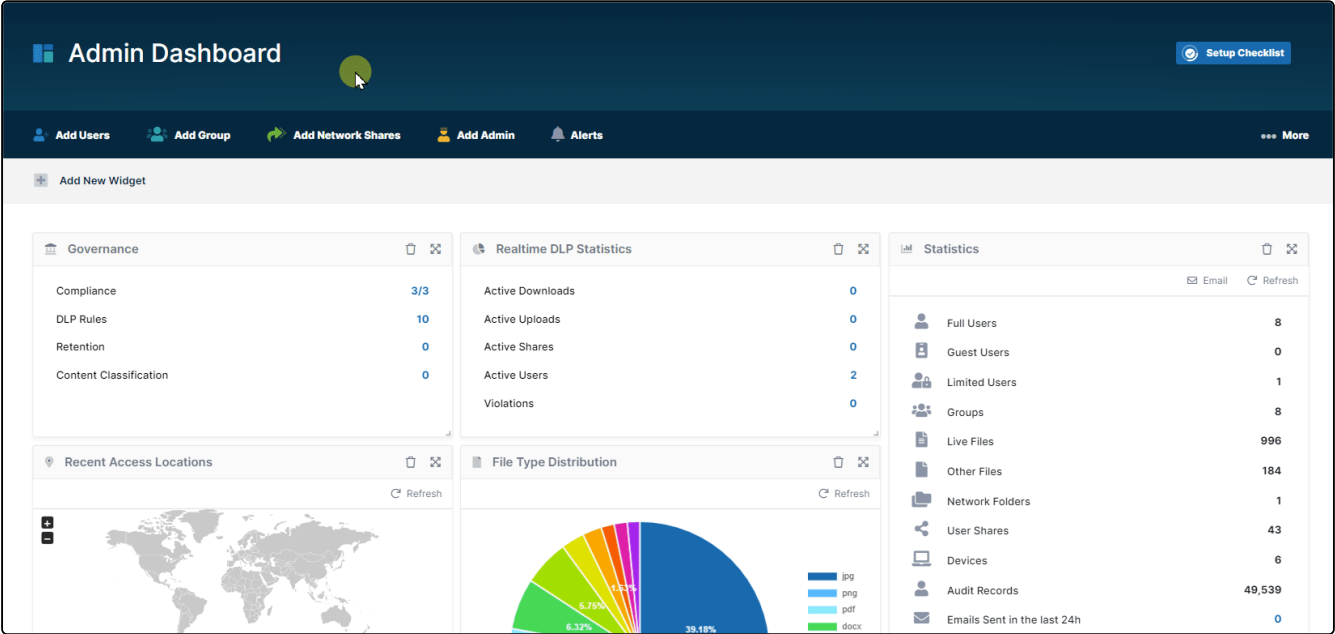 Admin Dashboard
Setup Checklist
Add Users
Add Group
Add Network Shares
Add Admin
Alerts
More
Add New Widget
Governance
Compliance 3/3
DLP Rules 10
Retention 0
Content Classification 0
Realtime DLP Statistics
Active Downloads 0
Active Uploads 0
Active Shares 0
Active Users 2
Violations 0
Statistics
Email Refresh
Full Users 8
Guest Users 0
Limited Users 1
Groups 8
Live Files 996
Other Files 184
Network Folders 1
User Shares 43
Devices 6
Audit Records 49,539
Emails Sent in the last 24h 0
Recent Access Locations
Refresh
File Type Distribution
Refresh
1.53%
5.75%
6.32%
39.18%
jpg
png
pdf
docx